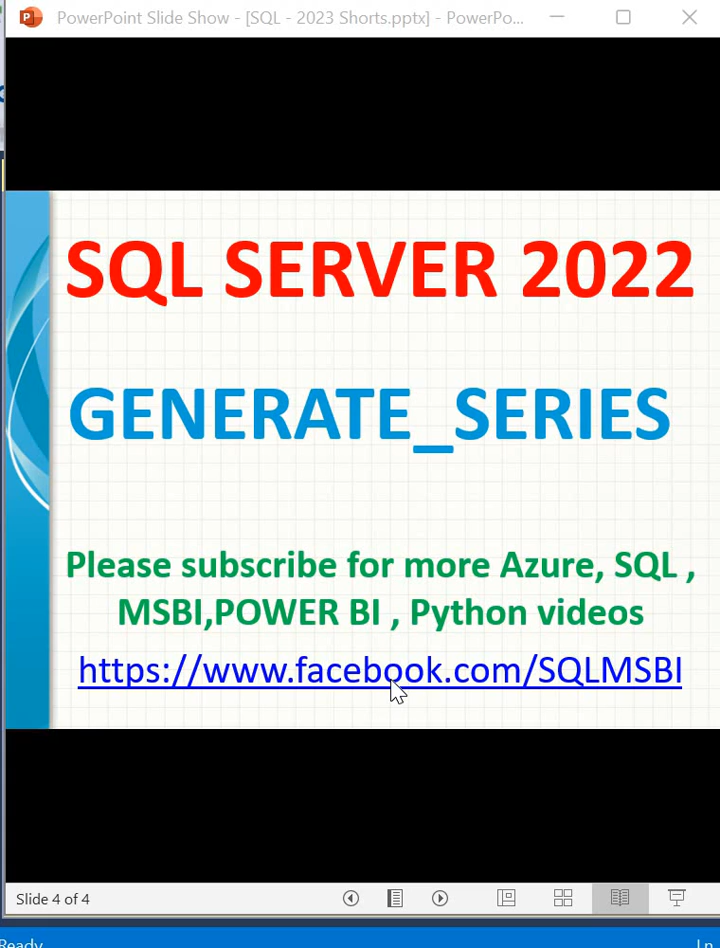 PowerPoint Slide Show - [SQL - 2023 Shorts.pptx] - PowerPo...
SQL SERVER 2022
GENERATE_SERIES
Please subscribe for more Azure, SQL ,
MSBI,POWER BI , Python videos
https://www.facebook.com/SQLMSBI
Slide 4 of 4
Ready
Ln